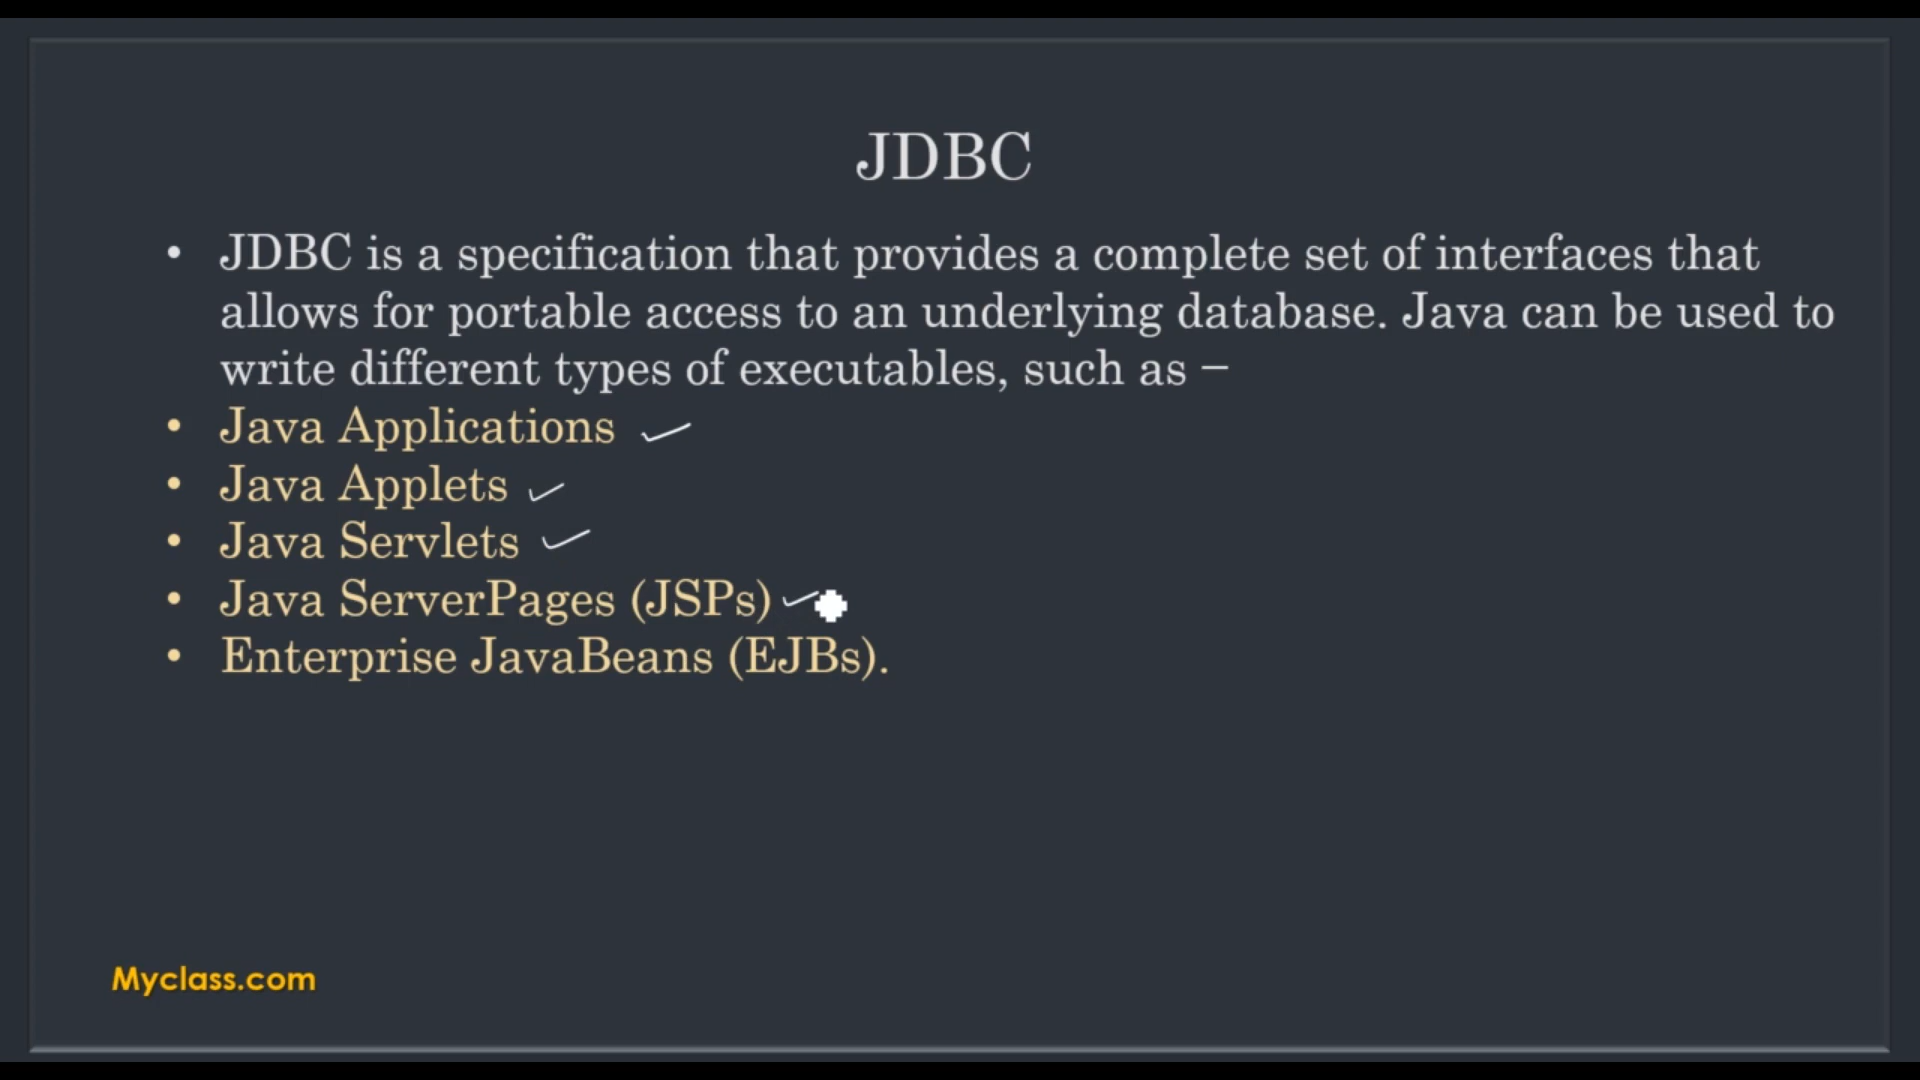 JDBC
• JDBC is a specification that provides a complete set of interfaces that
allows for portable access to an underlying database. Java can be used to
write different types of executables, such as –
• Java Applications
• Java Applets
• Java Servlets
• Java ServerPages (JSPs)
• Enterprise JavaBeans (EJBs).
Myclass.com